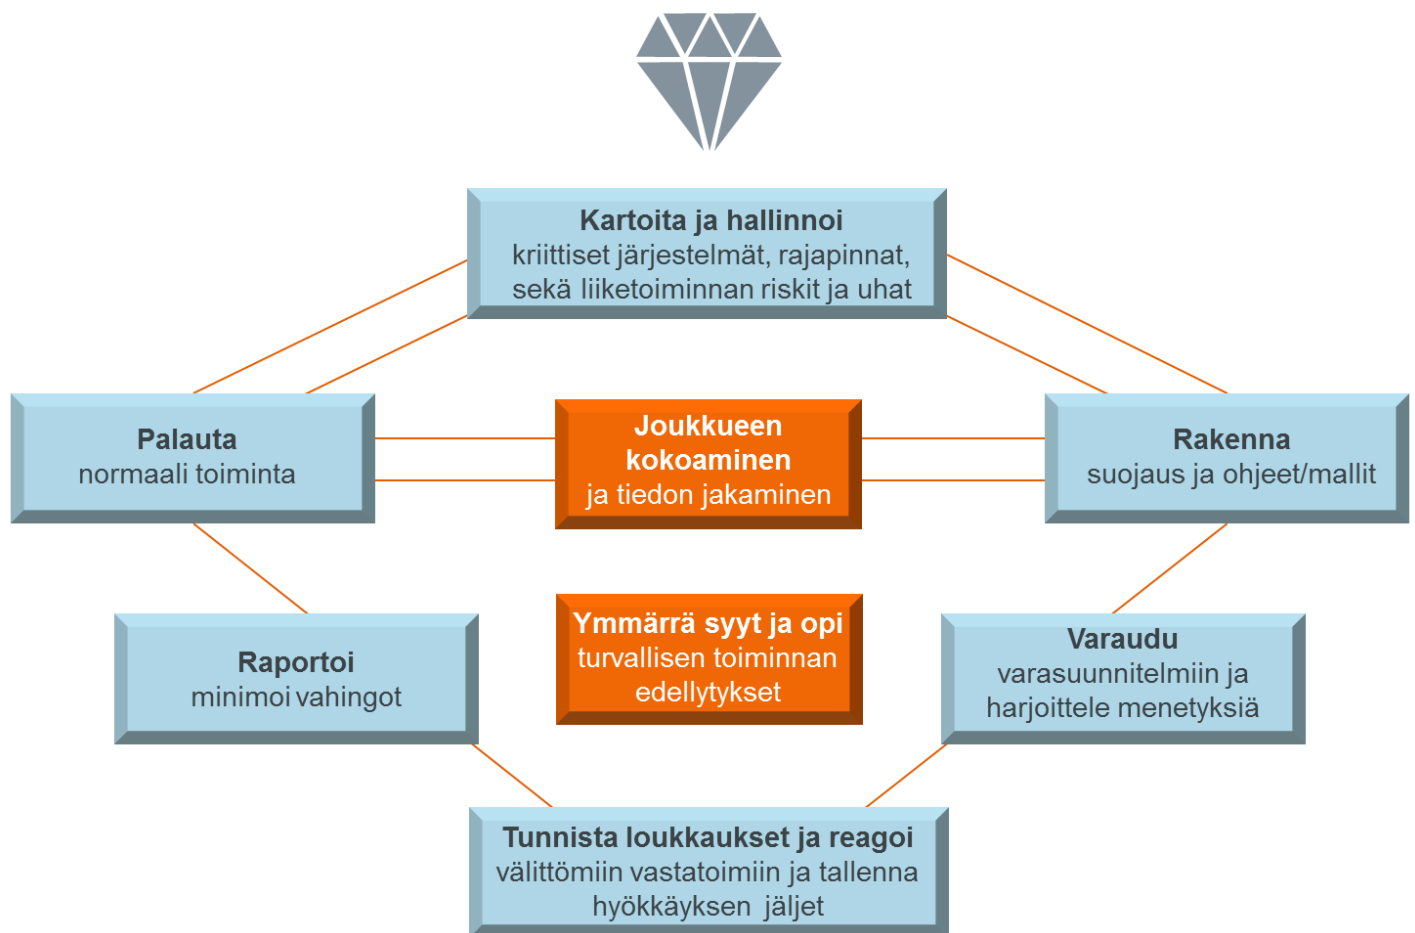 Kartoita ja hallinnoi
kriittiset järjestelmät, rajapinnat,
sekä liiketoiminnan riskit ja uhat
Palauta
normaali toiminta
Joukkueen
kokoaminen
ja tiedon jakaminen
Rakenna
suojaus ja ohjeet/mallit
Raportoi
minimoi vahingot
Ymmärrä syyt ja opi
turvallisen toiminnan
edellytykset
Varaudu
varasuunnitelmiin ja
harjoittele menetyksiä
Tunnista loukkaukset ja reagoi
välittömiin vastatoimiin ja tallenna
hyökkäyksen jäljet